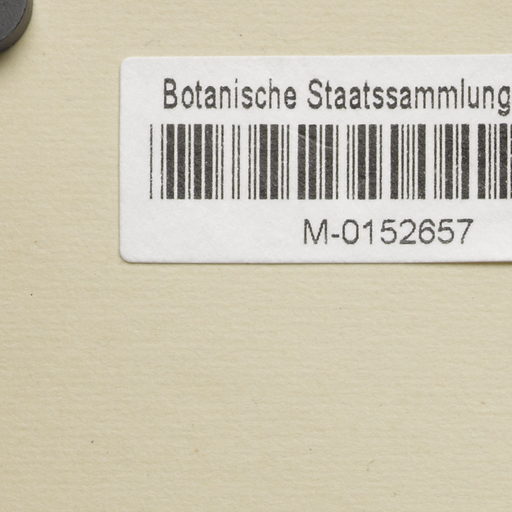 Botanische Staatssammlung
M-0152657